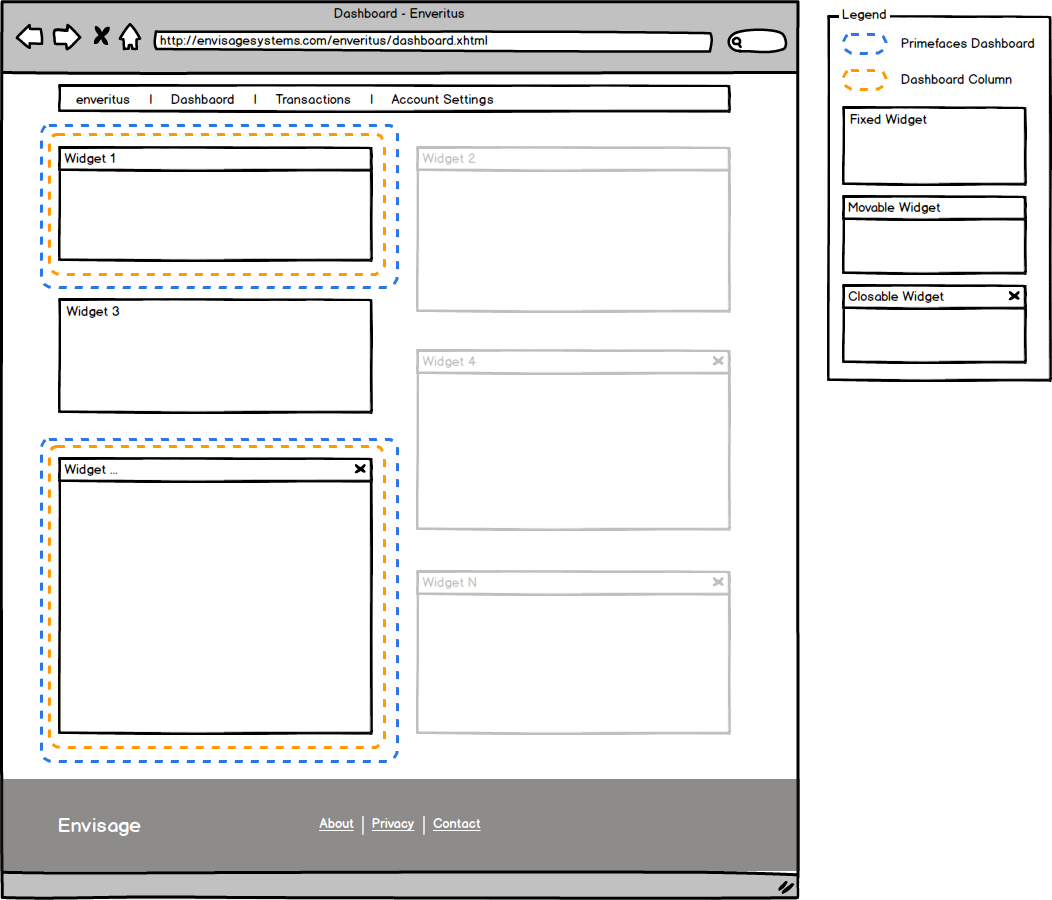 Dashboard - Enveritus
http://envisagesystems.com/enveritus/dashboard.xhtml
enveritus | Dashbaord | Transactions | Account Settings
Widget 1
Widget 2
Widget 3
Widget 4
Widget ...
Widget N
Envisage
About | Privacy | Contact
Legend
Primefaces Dashboard
Dashboard Column
Fixed Widget
Movable Widget
Closable Widget